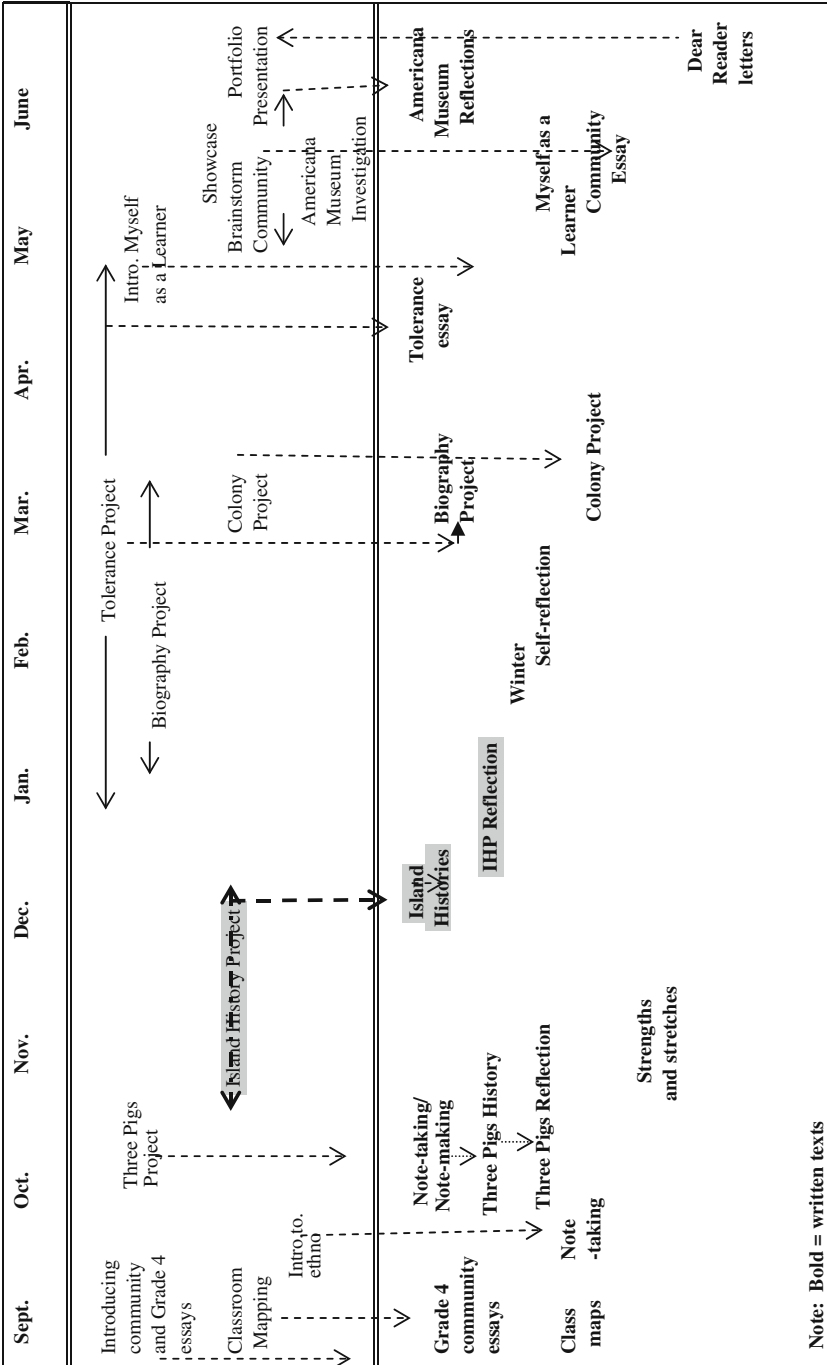 Sept.
Oct.
Nov.
Dec.
Jan.
Feb.
Mar.
Apr.
May
June
Introducing
community
and Grade 4
essays
Classroom
Mapping
Intro. to.
ethno
Three Pigs
Project
Island History Project
Tolerance Project
Biography Project
Colony
Project
Intro. Myself
as a Learner
Showcase
Brainstorm
Community
Americana
Museum
Investigation
Portfolio
Presentation
Grade 4
community
essays
Class
maps
Note
-taking
Note-taking/
Note-making
Three Pigs History
Three Pigs Reflection
Strengths
and stretches
Island
Histories
IHP Reflection
Winter
Self-reflection
Biography
Project
Colony Project
Tolerance
essay
Myself as a
Learner
Community
Essay
Americana
Museum
Reflections
Dear
Reader
letters
Note: Bold = written texts